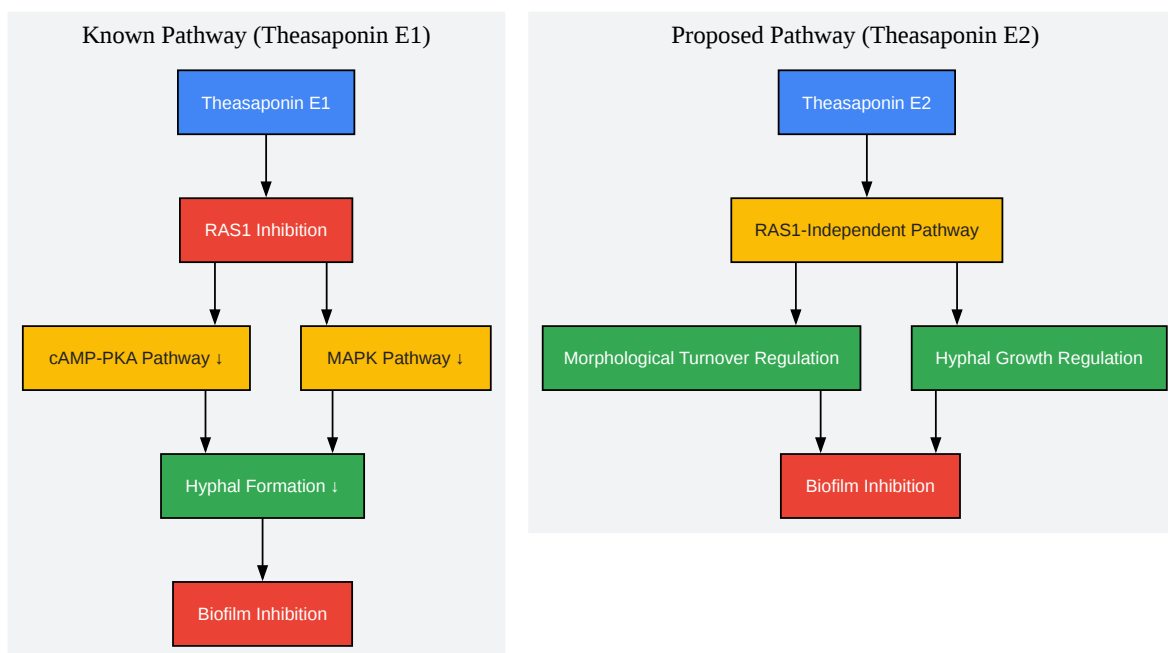 Known Pathway (Theasaponin E1)
Theasaponin E1
RAS1 Inhibition
cAMP-PKA Pathway ↓
MAPK Pathway ↓
Hyphal Formation ↓
Biofilm Inhibition
Proposed Pathway (Theasaponin E2)
Theasaponin E2
RAS1-Independent Pathway
Morphological Turnover Regulation
Hyphal Growth Regulation
Biofilm Inhibition